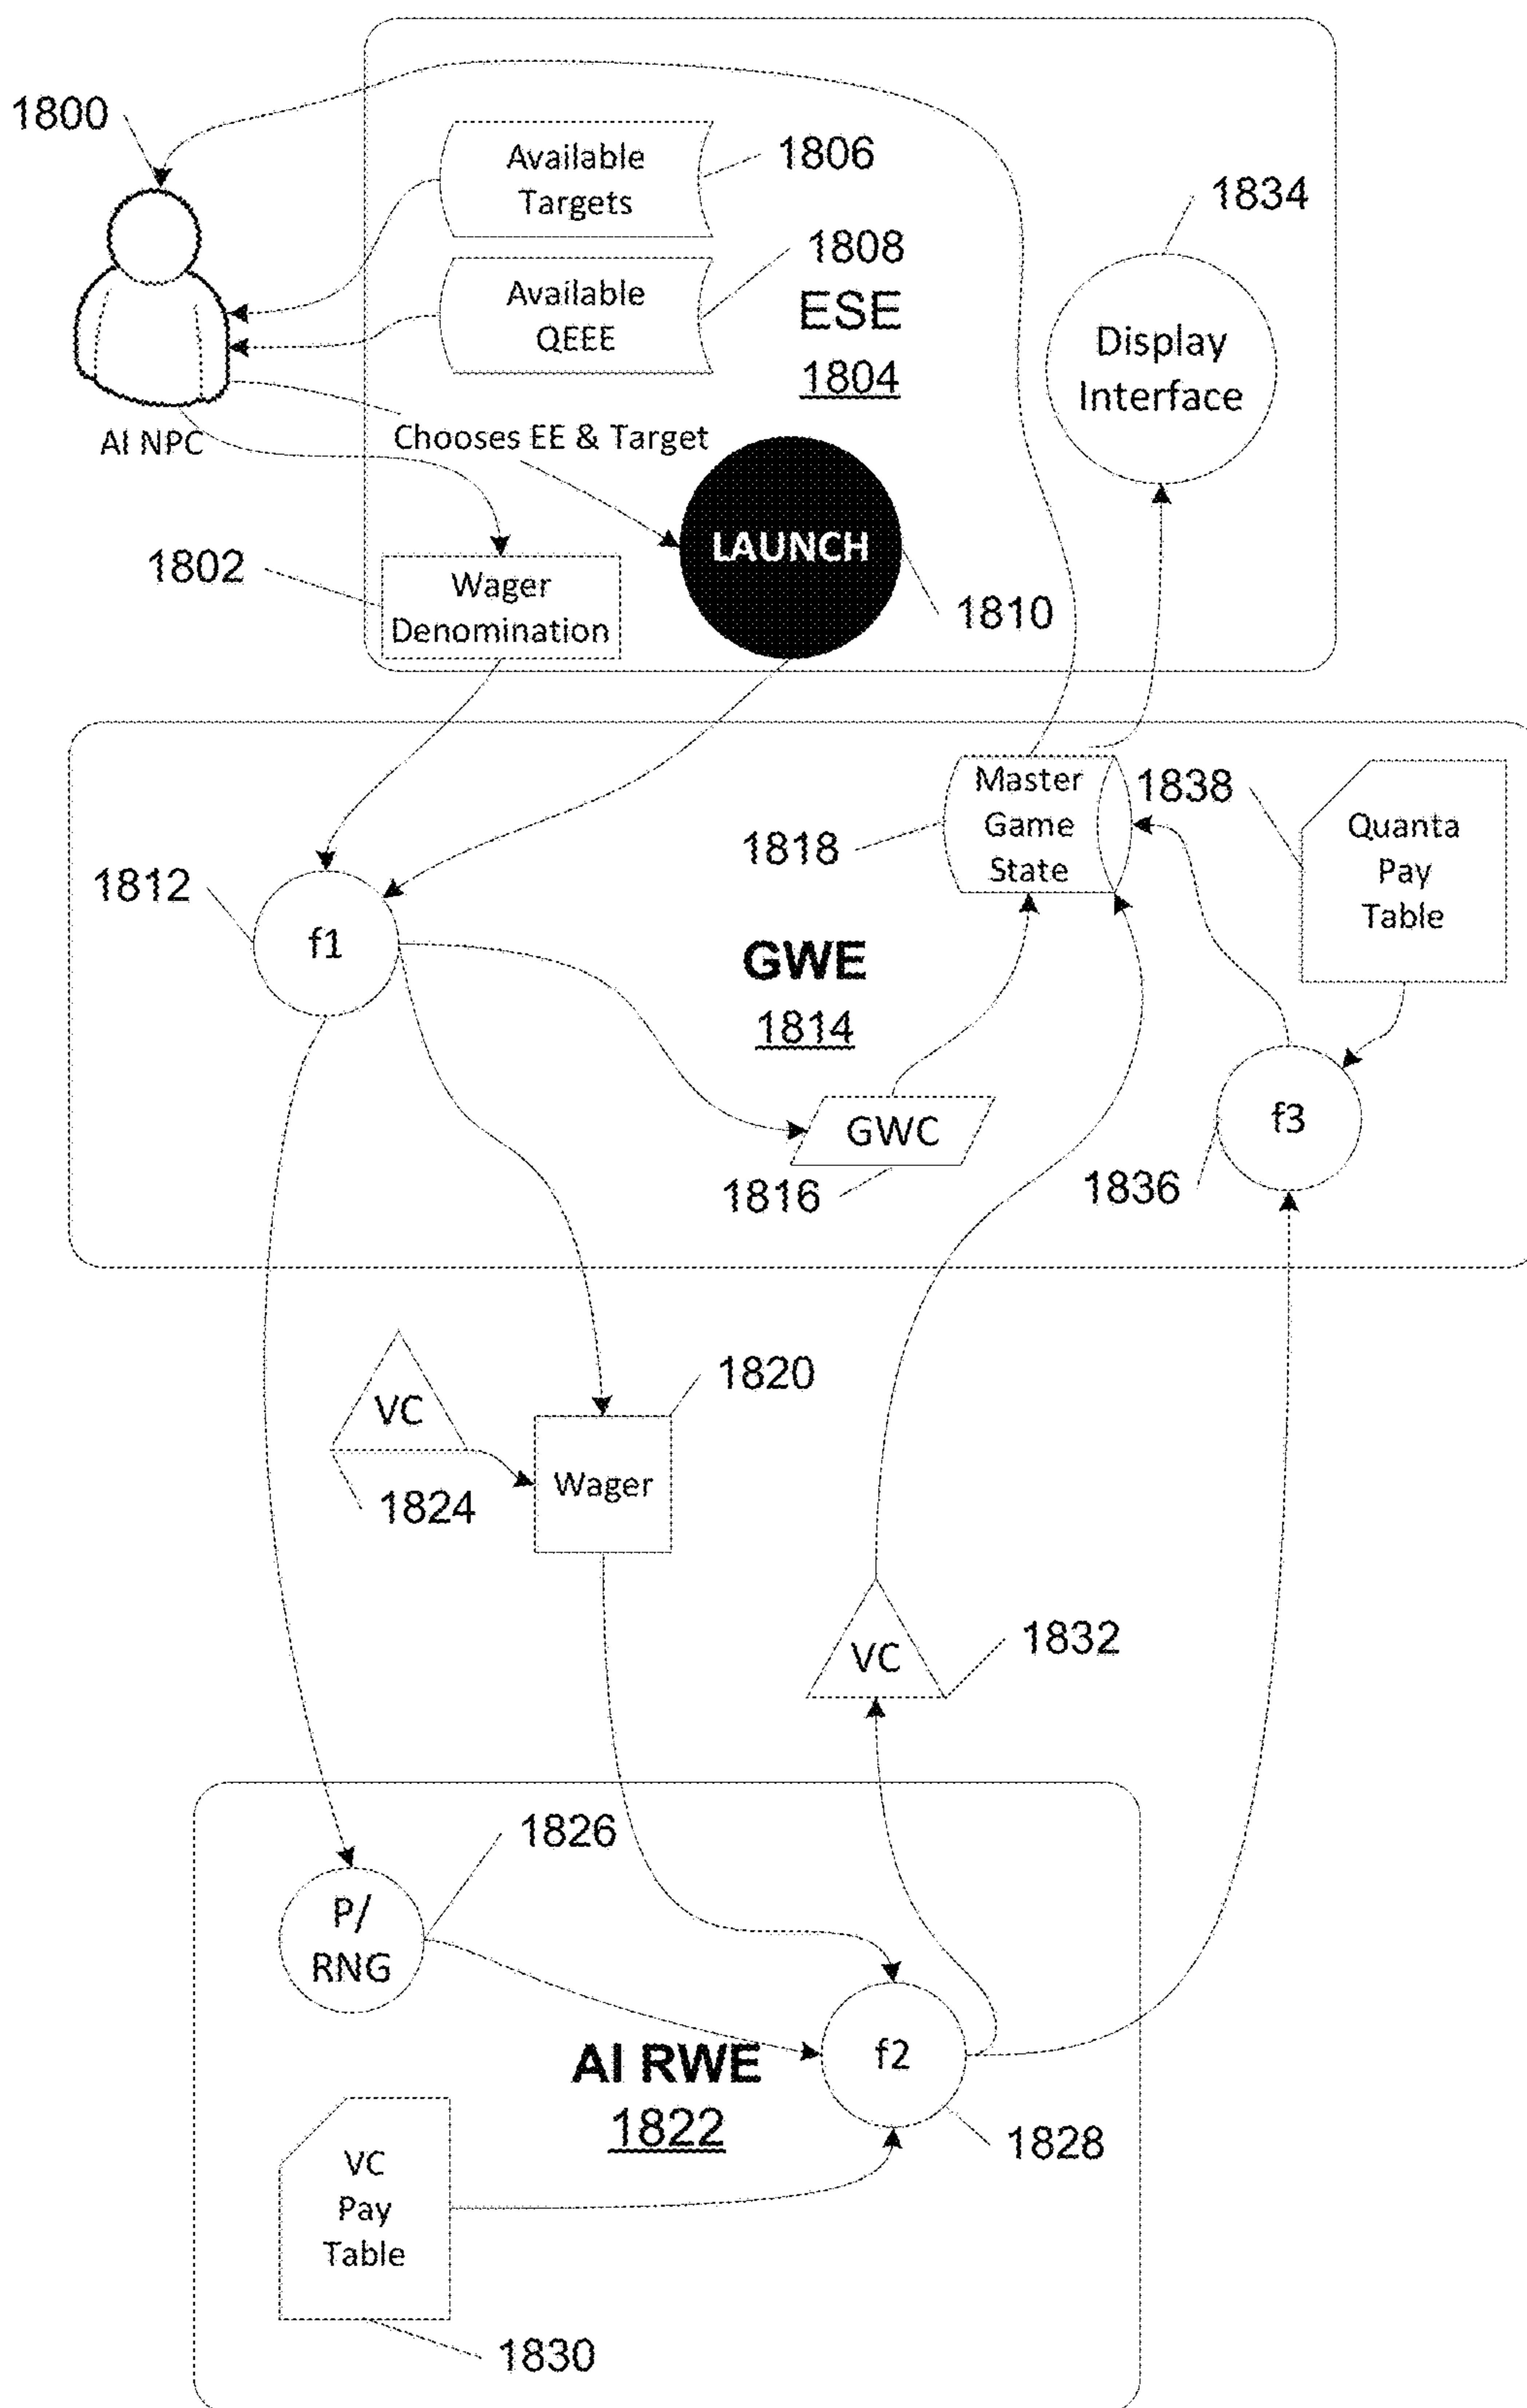 1800
Available
Targets
1806
1834
1808
Available
QEEE
ESE
1804
Display
Interface
AI NPC
Chooses EE & Target
LAUNCH
1802
Wager
Denomination
1810
Master
Game
State
1838
Quanta
Pay
Table
1818
1812
f1
GWE
1814
GWC
f3
1816
1836
1820
VC
Wager
1824
1832
VC
1826
P/
RNG
AI RWE
1822
f2
1828
VC
Pay
Table
1830